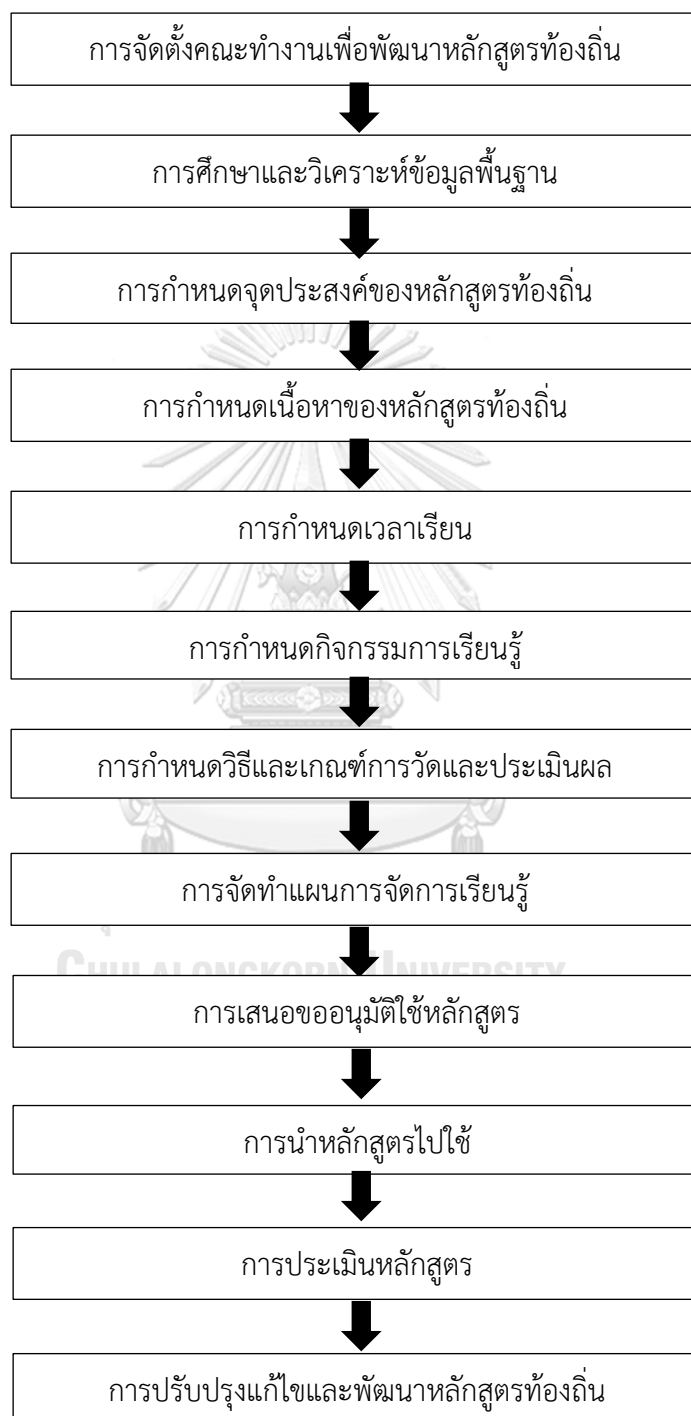 การจัดตั้งคณะทำงานเพื่อพัฒนาหลักสูตรท้องถิ่น
การศึกษาและวิเคราะห์ข้อมูลพื้นฐาน
การกำหนดจุดประสงค์ของหลักสูตรท้องถิ่น
การกำหนดเนื้อหาของหลักสูตรท้องถิ่น
การกำหนดเวลาเรียน
การกำหนดกิจกรรมการเรียนรู้
การกำหนดวิธีและเกณฑ์การวัดและประเมินผล
การจัดทำแผนการจัดการเรียนรู้
CHULALONGKORN UNIVERSITY
การเสนอขออนุมัติใช้หลักสูตร
การนำหลักสูตรไปใช้
การประเมินหลักสูตร
การปรับปรุงแก้ไขและพัฒนาหลักสูตรท้องถิ่น